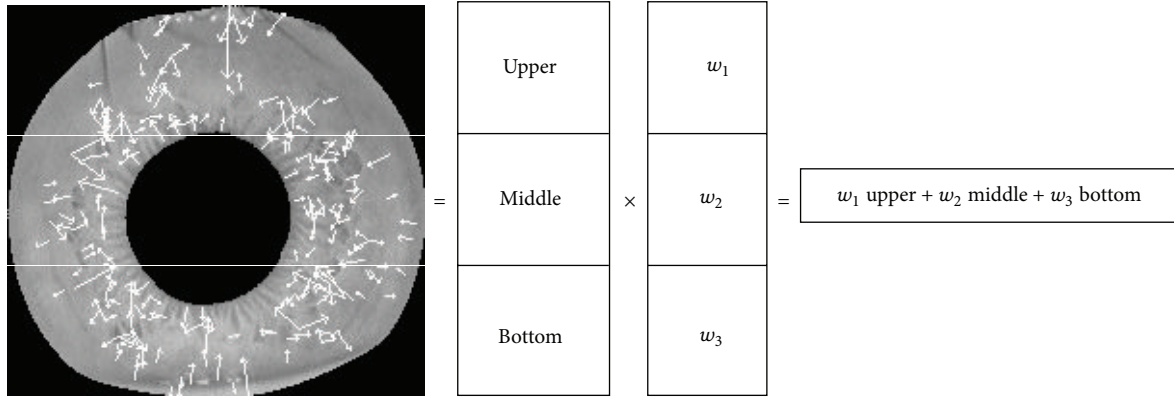 Upper
Middle
Bottom
=
×
w₁
w₂
w₃
=
w₁ upper + w₂ middle + w₃ bottom